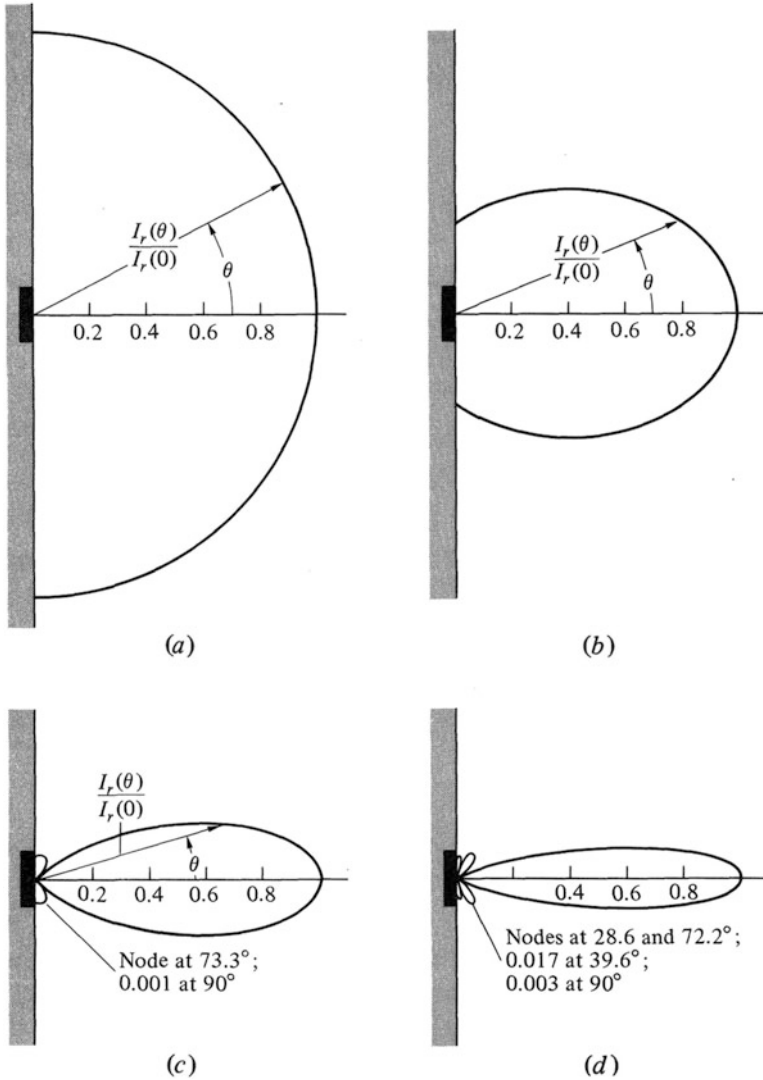 I_r(θ)
I_r(0)
θ
0.2 0.4 0.6 0.8
(a)
I_r(θ)
I_r(0)
θ
0.2 0.4 0.6 0.8
(b)
I_r(θ)
I_r(0)
θ
0.2 0.4 0.6 0.8
Node at 73.3°;
0.001 at 90°
(c)
0.4 0.6 0.8
Nodes at 28.6 and 72.2°;
0.017 at 39.6°;
0.003 at 90°
(d)